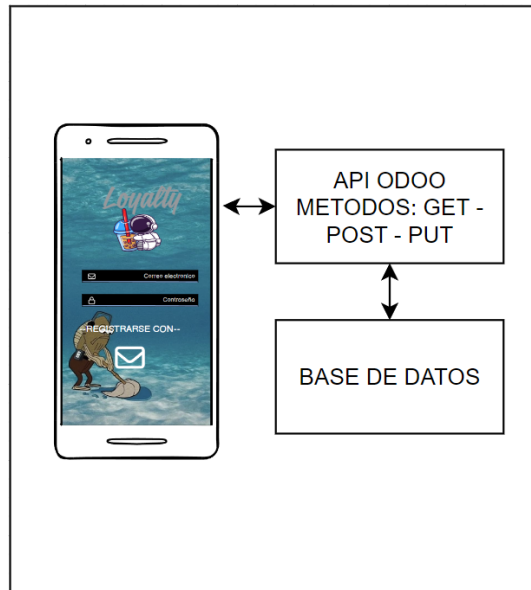 Loyalty
Correo electronico
Contraseña
--REGISTRARSE CON--
API ODOO
METODOS: GET -
POST - PUT
BASE DE DATOS